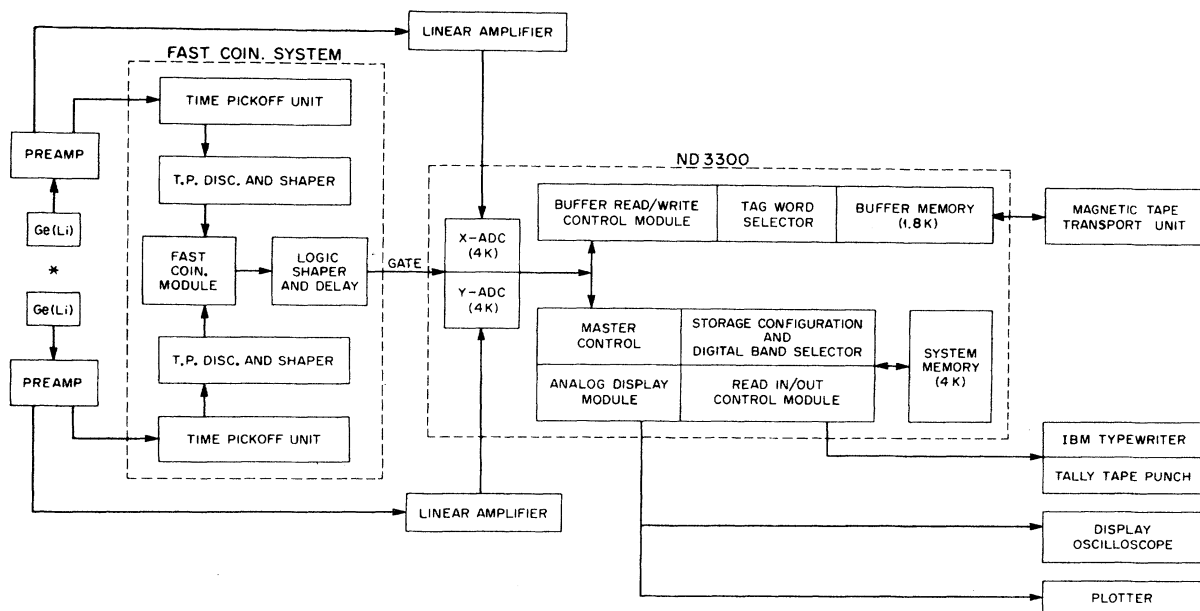 LINEAR AMPLIFIER
FAST COIN. SYSTEM
TIME PICKOFF UNIT
PREAMP
T.P. DISC. AND SHAPER
Ge(Li)
*
Ge(Li)
PREAMP
FAST
COIN.
MODULE
LOGIC
SHAPER
AND DELAY
GATE
T.P. DISC. AND SHAPER
TIME PICKOFF UNIT
LINEAR AMPLIFIER
ND 3300
X-ADC
(4K)
Y-ADC
(4K)
BUFFER READ/WRITE
CONTROL MODULE
TAG WORD
SELECTOR
BUFFER MEMORY
(1.8K)
MAGNETIC TAPE
TRANSPORT UNIT
MASTER
CONTROL
STORAGE CONFIGURATION
AND
DIGITAL BAND SELECTOR
SYSTEM
MEMORY
(4K)
ANALOG DISPLAY
MODULE
READ IN/OUT
CONTROL MODULE
IBM TYPEWRITER
TALLY TAPE PUNCH
DISPLAY
OSCILLOSCOPE
PLOTTER